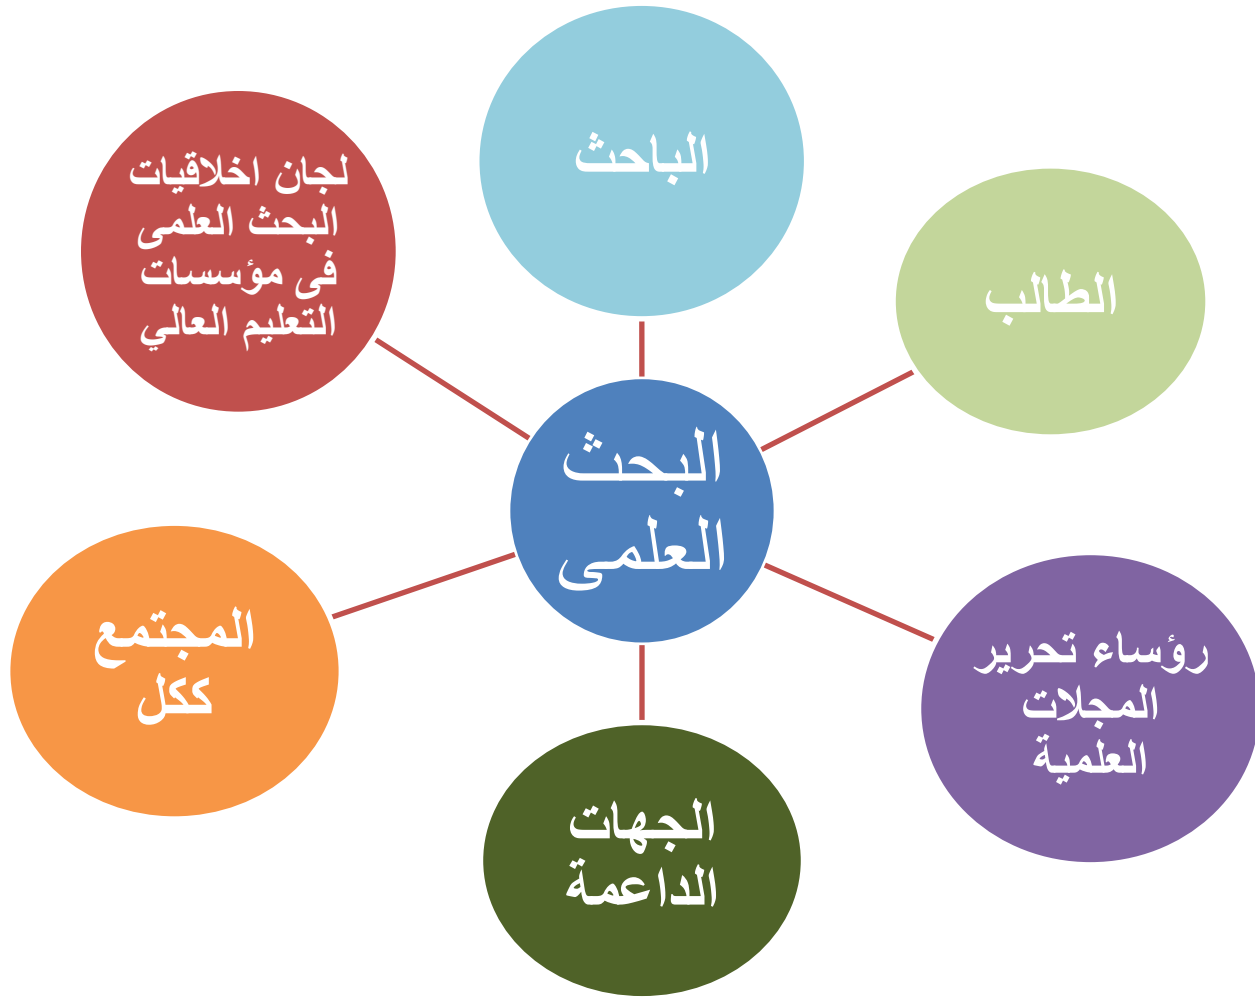 الباحث
الطالب
رؤساء تحرير
المجلات
العلمية
الجهات
الداعمة
المجتمع
ككل
لجان اخلاقيات
البحث العلمى
فى مؤسسات
التعليم العالي
البحث
العلمى